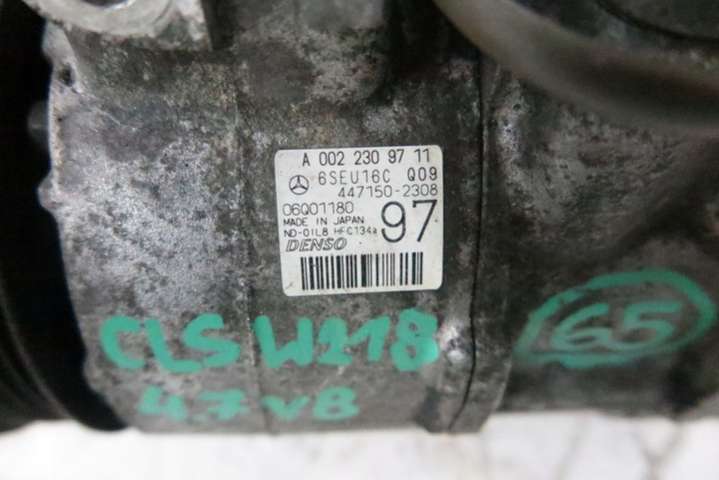 A 002 230 97 11
6SEU16C Q09
447150-2308
06Q01180
MADE IN JAPAN
ND-OIL8 HFC134a
97
DENSO
CLS W218
4.7 V8
65